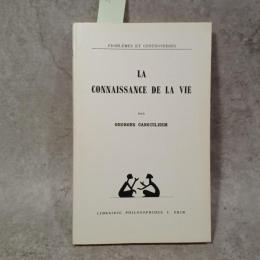 PROBLÈMES ET CONTROVERSES
LA
CONNAISSANCE DE LA VIE
PAR
GEORGES CANGUILHEM
LIBRAIRIE PHILOSOPHIQUE J. VRIN